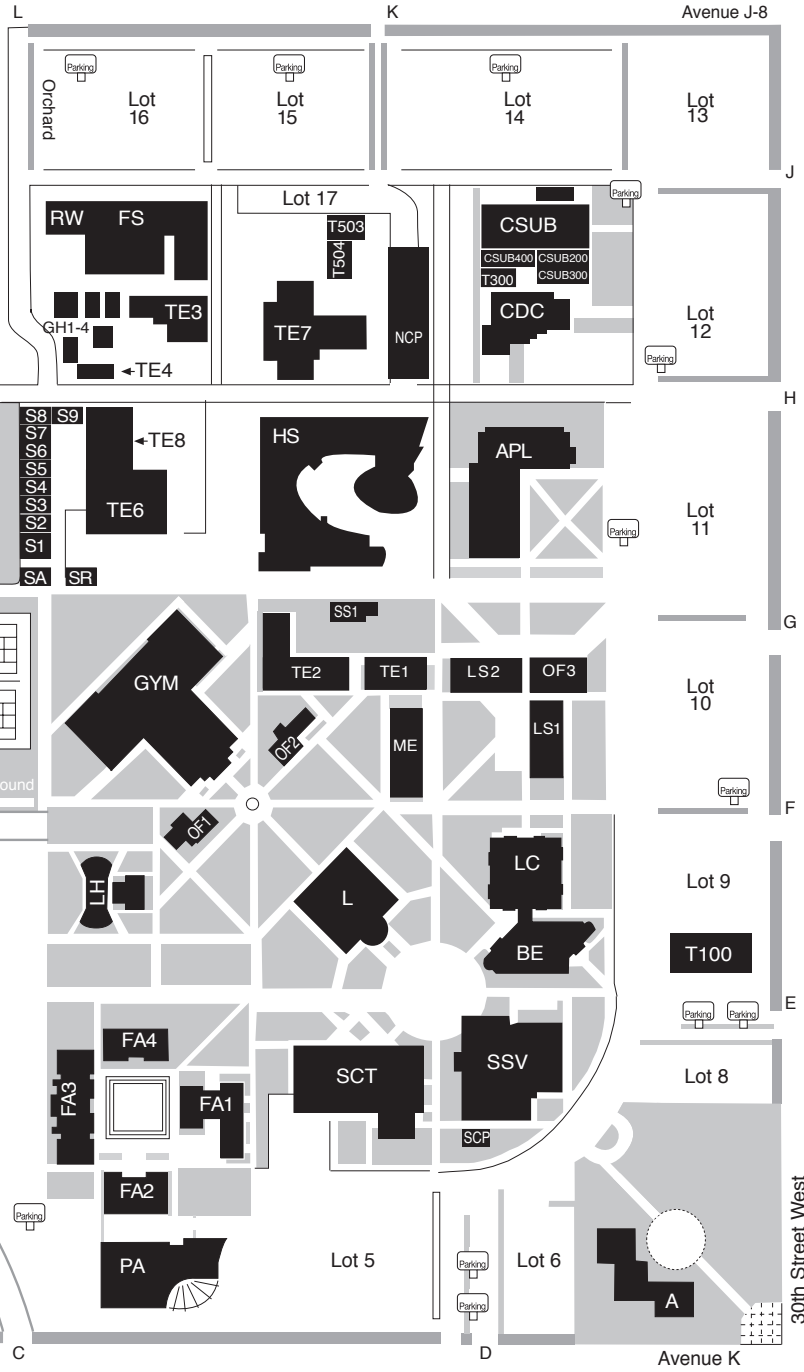 L
K
Avenue J-8
Parking
Parking
Parking
Orchard
Lot
16
Lot
15
Lot
14
Lot
13
J
Parking
Lot 17
RW
FS
T503
T504
CSUB
CSUB400
CSUB200
T300
CSUB300
GH1-4
TE3
TE7
NCP
CDC
Lot
12
Parking
TE4
H
S8
S9
S7
S6
S5
S4
S3
S2
S1
SA
SR
TE8
TE6
HS
APL
Lot
11
Parking
G
SS1
GYM
TE2
TE1
LS2
OF3
OF2
ME
LS1
Lot
10
ound
Parking
F
OF1
LH
L
LC
BE
Lot 9
T100
E
Parking
Parking
FA4
FA3
FA1
SCT
SSV
SCP
Lot 8
FA2
Parking
PA
Lot 5
Parking
Parking
Lot 6
A
30th Street West
C
D
Avenue K